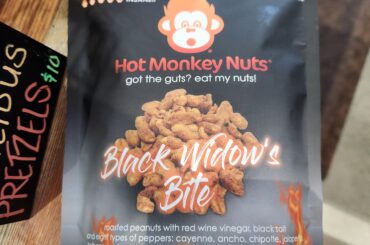 Hot Monkey Nuts®
got the guts? eat my nuts!
PRETZELS $10
Black Widow's
Bite
roasted peanuts with red wine vinegar, black salt
and eight types of peppers: cayenne, ancho, chipotle, jalape